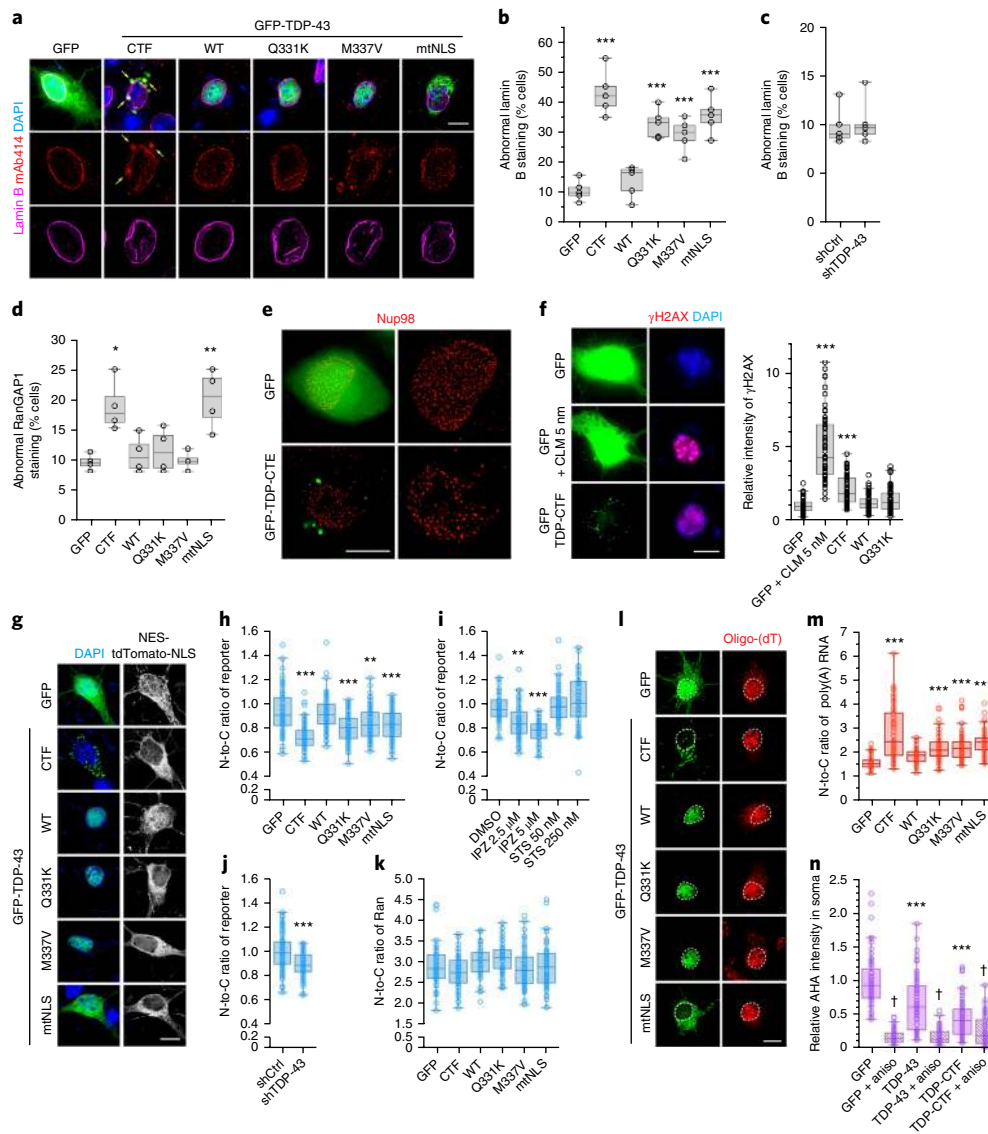 a
GFP-TDP-43
GFP
CTF
WT
Q331K
M337V
mtNLS
Lamin B mAb414 DAPI
b
Abnormal lamin
B staining (% cells)
60
50
40
30
20
10
0
***
***
***
***
GFP
CTF
WT
Q331K
M337V
mtNLS
c
Abnormal lamin
B staining (% cells)
40
30
20
10
0
10
0
shCtrl
shTDP-43
d
Abnormal RanGAP1
staining (% cells)
30
25
20
15
10
5
0
*
**
GFP
CTF
WT
Q331K
M337V
mtNLS
e
Nup98
GFP
GFP-TDP-CTE
f
γH2AX DAPI
GFP
GFP
+ CLM 5 nm
GFP
TDP-CTF
Relative intensity of γH2AX
10
5
0
***
***
GFP
GFP + CLM 5 nM
CTF
WT
Q331K
g
NES-
DAPI tdTomato-NLS
GFP
GFP-TDP-43
CTF
WT
Q331K
M337V
mtNLS
h
N-to-C ratio of reporter
1.6
1.4
1.2
1.0
0.8
0.6
0.4
0.2
0
***
***
**
***
GFP
CTF
WT
Q331K
M337V
mtNLS
i
N-to-C ratio of reporter
1.6
1.4
1.2
1.0
0.8
0.6
0.4
0.2
0
**
***
DMSO
IPZ 2.5 μM
IPZ 5 μM
STS 50 nM
STS 250 nM
j
N-to-C ratio of reporter
1.6
1.4
1.2
1.0
0.8
0.6
0.4
0.2
0
***
shCtrl
shTDP-43
k
N-to-C ratio of Ran
5.0
4.5
3.8
3.5
3.0
2.5
2.0
1.8
0.1
0
GFP
CTF
WT
Q331K
M337V
mtNLS
l
Oligo-(dT)
GFP
GFP-TDP-43
CTF
WT
Q331K
M337V
mtNLS
m
N-to-C ratio of poly(A) RNA
7
6
5
4
3
2
1
0
***
***
***
***
GFP
CTF
WT
Q331K
M337V
mtNLS
n
Relative AHA intensity in soma
2.5
2.0
1.5
1.0
0.5
0
†
***
†
***
†
GFP
GFP + aniso
TDP-43
TDP-43 + aniso
TDP-CTF
TDP-CTF + aniso